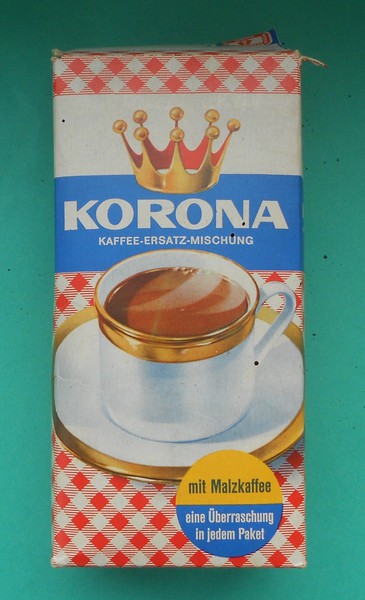 KORONA
KAFFEE-ERSATZ-MISCHUNG
mit Malzkaffee
eine Überraschung
in jedem Paket